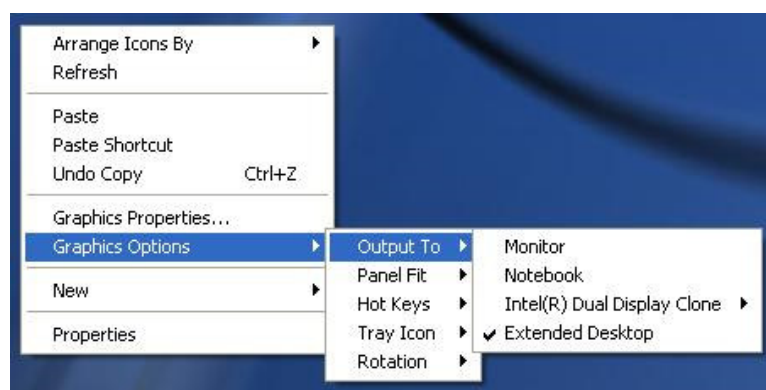 Arrange Icons By
Refresh
Paste
Paste Shortcut
Undo Copy Ctrl+Z
Graphics Properties...
Graphics Options
New
Properties
Output To
Panel Fit
Hot Keys
Tray Icon
Rotation
Monitor
Notebook
Intel(R) Dual Display Clone
Extended Desktop